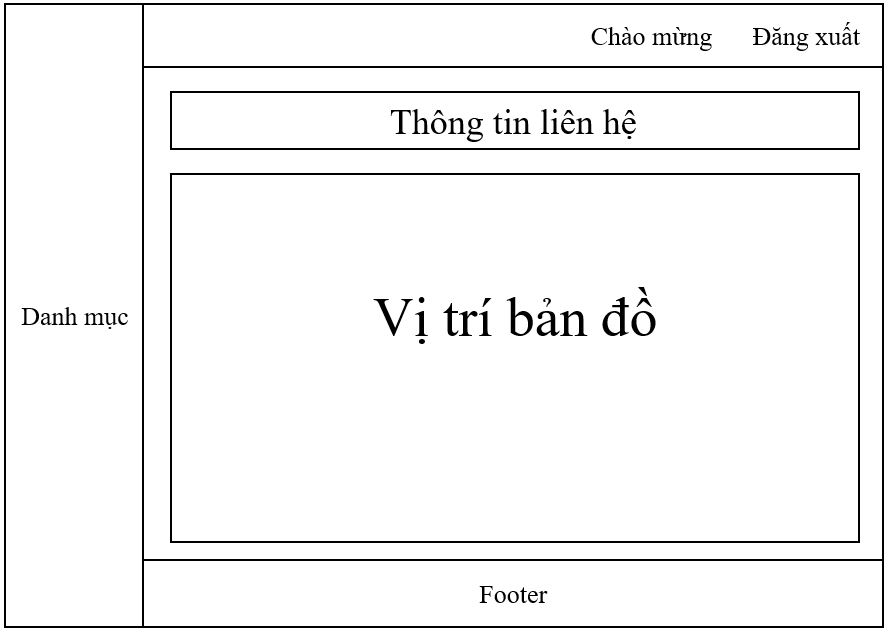 Chào mừng Đăng xuất
Thông tin liên hệ
Danh mục
Vị trí bản đồ
Footer